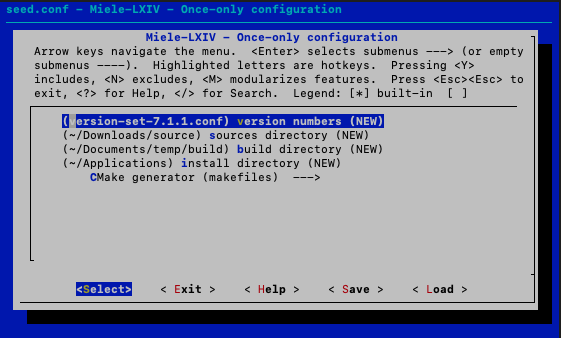 seed.conf - Miele-LXIV - Once-only configuration
Miele-LXIV - Once-only configuration
Arrow keys navigate the menu.  <Enter> selects submenus ---> (or empty
submenus ----).  Highlighted letters are hotkeys.  Pressing <Y>
includes, <N> excludes, <M> modularizes features.  Press <Esc><Esc> to
exit, <?> for Help, </> for Search.  Legend: [*] built-in  [ ]
(version-set-7.1.1.conf) version numbers (NEW)
(~/Downloads/source) sources directory (NEW)
(~/Documents/temp/build) build directory (NEW)
(~/Applications) install directory (NEW)
CMake generator (makefiles)  --->
<Select>    < Exit >    < Help >    < Save >    < Load >